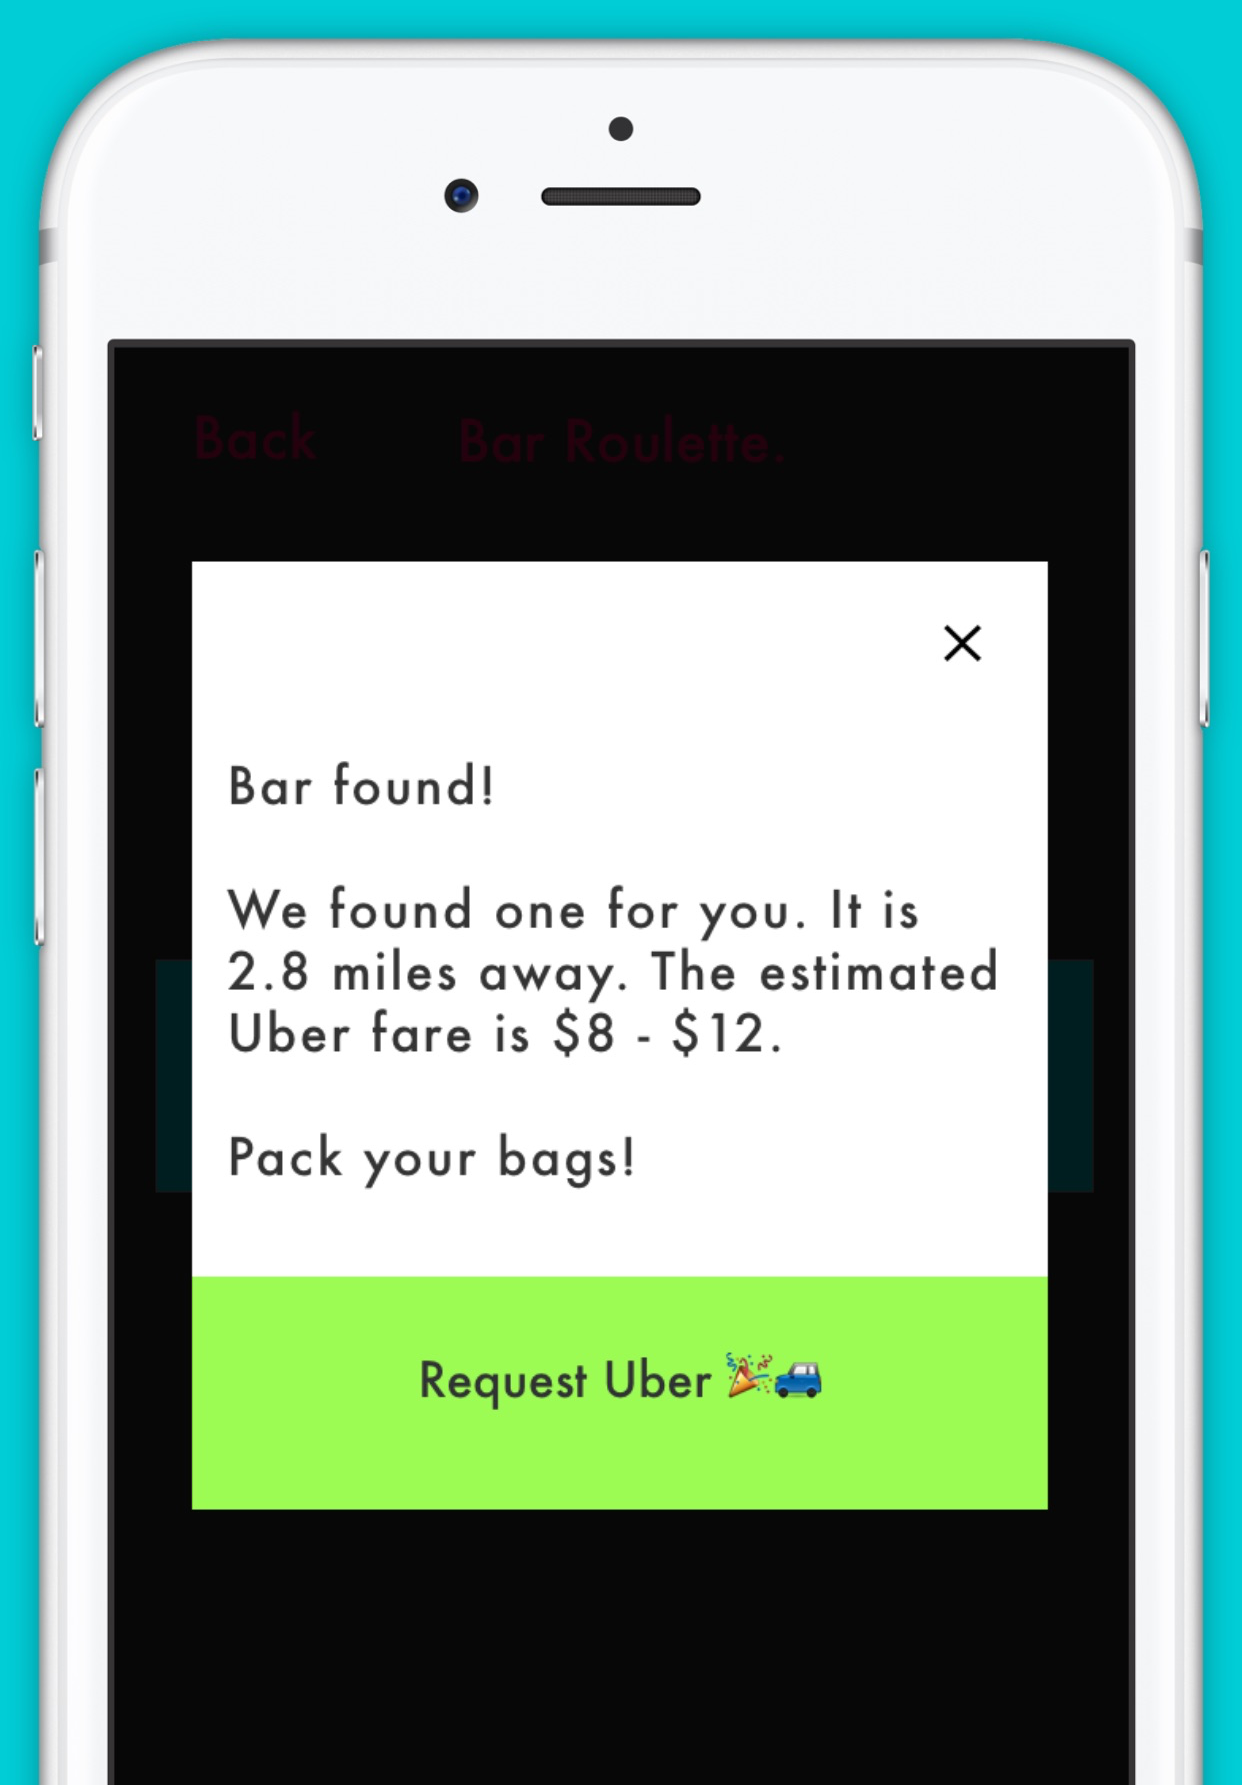 Back Bar Roulette.
Bar found!
We found one for you. It is
2.8 miles away. The estimated
Uber fare is $8 - $12.
Pack your bags!
Request Uber 🎉🚙